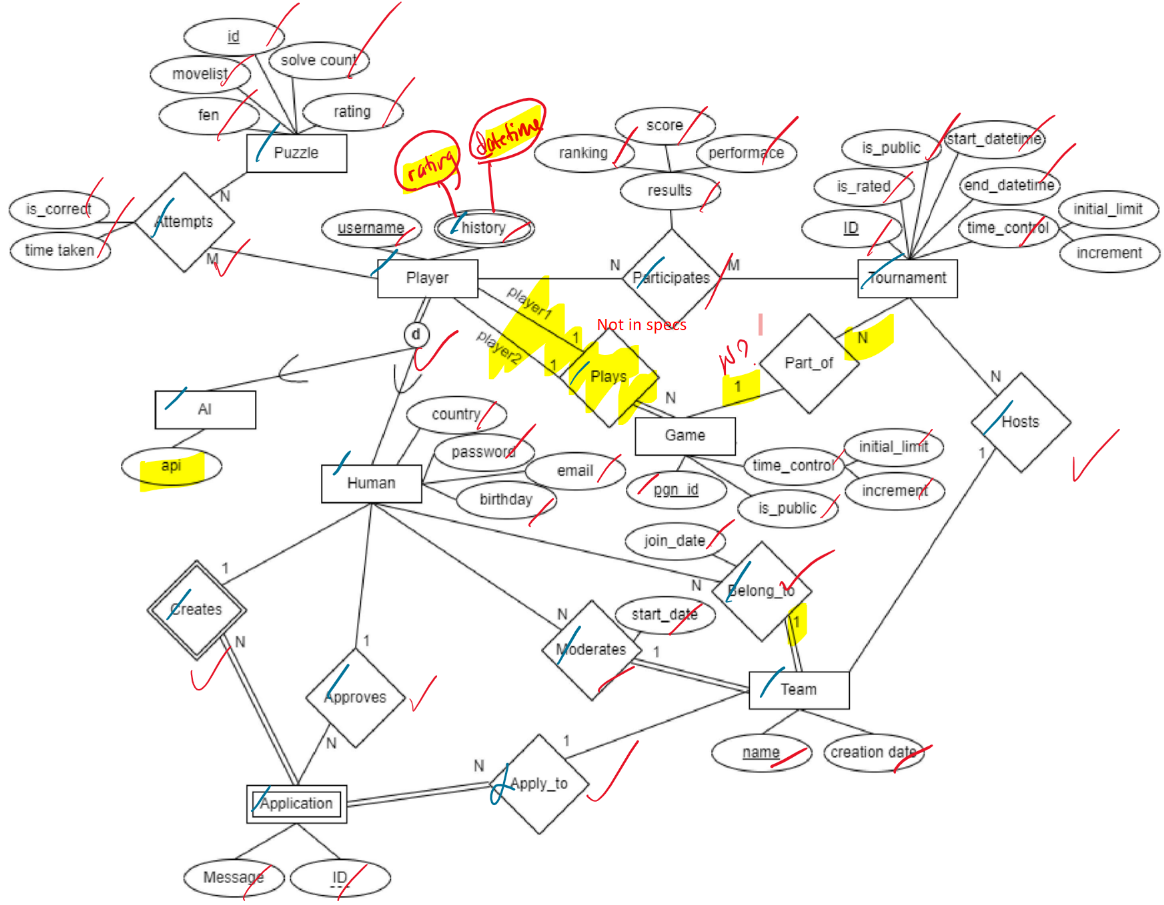 id
solve count
movelist
fen
rating
Puzzle
N
is_correct
time taken
Attempts
M
rating
datetime
username
history
Player
ranking
score
performace
results
N
Participates
M
is_public
start_datetime
is_rated
end_datetime
ID
time_control
initial_limit
increment
Tournament
d
player1
player2
1
1
Not in specs
Plays
N
N?
1
Part_of
N
N
Hosts
1
AI
api
Game
pgn_id
time_control
initial_limit
increment
is_public
country
password
email
birthday
Human
join_date
N
Belong_to
1
1
Creates
N
1
Approves
N
N
Moderates
start_date
1
Team
name
creation date
N
Apply_to
1
Application
Message
ID